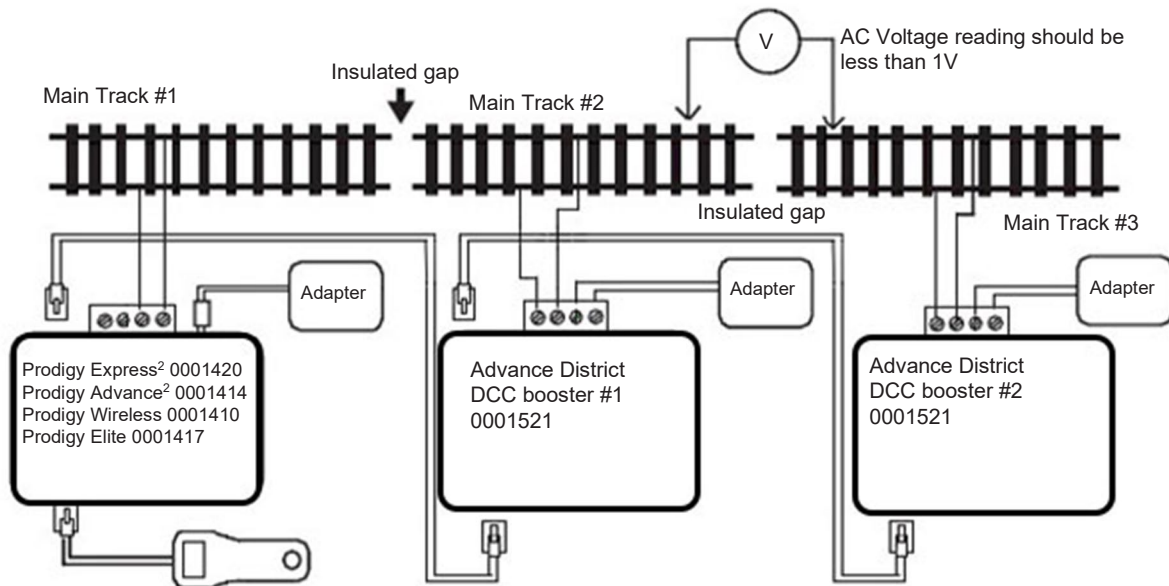 V
AC Voltage reading should be
less than 1V
Insulated gap
Main Track #1
Main Track #2
Insulated gap
Main Track #3
Adapter
Adapter
Adapter
Prodigy Express² 0001420
Prodigy Advance² 0001414
Prodigy Wireless 0001410
Prodigy Elite 0001417
Advance District
DCC booster #1
0001521
Advance District
DCC booster #2
0001521